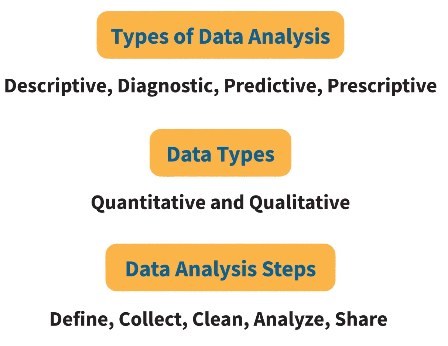 Types of Data Analysis
Descriptive, Diagnostic, Predictive, Prescriptive
Data Types
Quantitative and Qualitative
Data Analysis Steps
Define, Collect, Clean, Analyze, Share